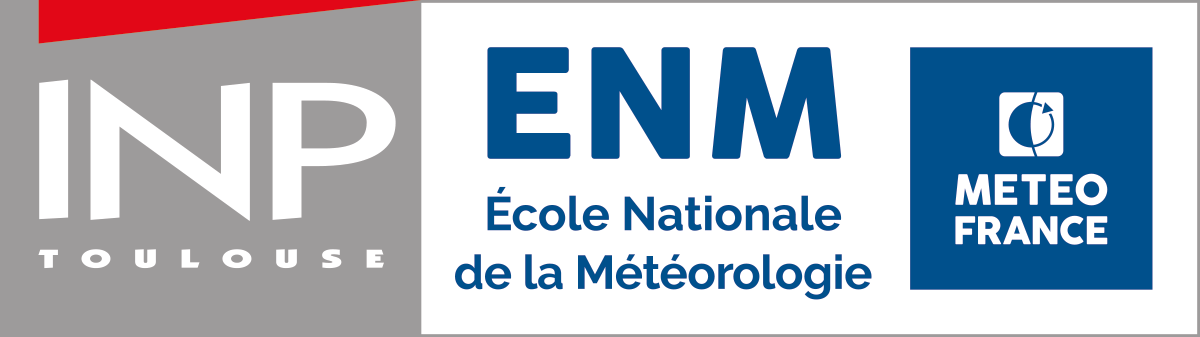 INP
TOULOUSE
ENM
École Nationale
de la Météorologie
METEO
FRANCE